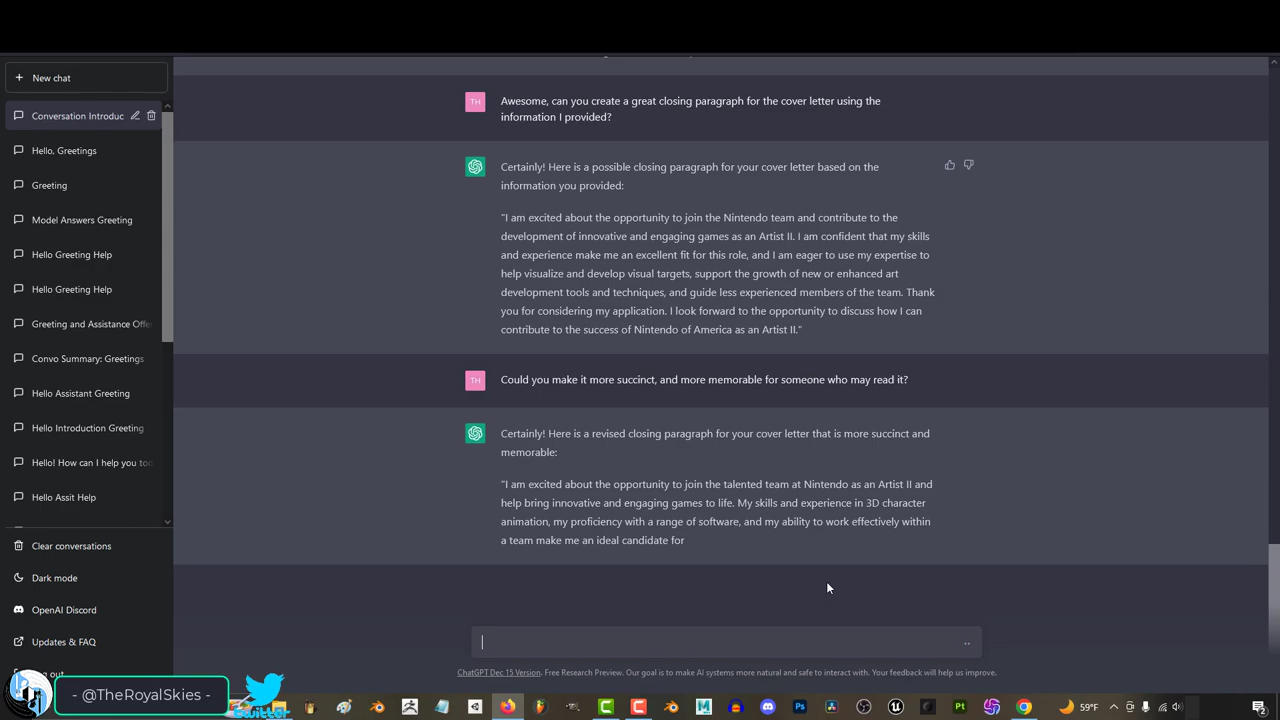 New chat
Conversation Introduc
Hello, Greetings
Greeting
Model Answers Greeting
Hello Greeting Help
Hello Greeting Help
Greeting and Assistance Offe
Convo Summary: Greetings
Hello Assistant Greeting
Hello Introduction Greeting
Hello! How can I help you too
Hello Assit Help
Clear conversations
Dark mode
OpenAI Discord
Updates & FAQ
out
- @TheRoyalSkies -
twitter
TH
Awesome, can you create a great closing paragraph for the cover letter using the
information I provided?
Certainly! Here is a possible closing paragraph for your cover letter based on the
information you provided:
"I am excited about the opportunity to join the Nintendo team and contribute to the
development of innovative and engaging games as an Artist II. I am confident that my skills
and experience make me an excellent fit for this role, and I am eager to use my expertise to
help visualize and develop visual targets, support the growth of new or enhanced art
development tools and techniques, and guide less experienced members of the team. Thank
you for considering my application. I look forward to the opportunity to discuss how I can
contribute to the success of Nintendo of America as an Artist II."
TH
Could you make it more succinct, and more memorable for someone who may read it?
Certainly! Here is a revised closing paragraph for your cover letter that is more succinct and
memorable:
"I am excited about the opportunity to join the talented team at Nintendo as an Artist II and
help bring innovative and engaging games to life. My skills and experience in 3D character
animation, my proficiency with a range of software, and my ability to work effectively within
a team make me an ideal candidate for
ChatGPT Dec 15 Version. Free Research Preview. Our goal is to make AI systems more natural and safe to interact with. Your feedback will help us improve.
59°F